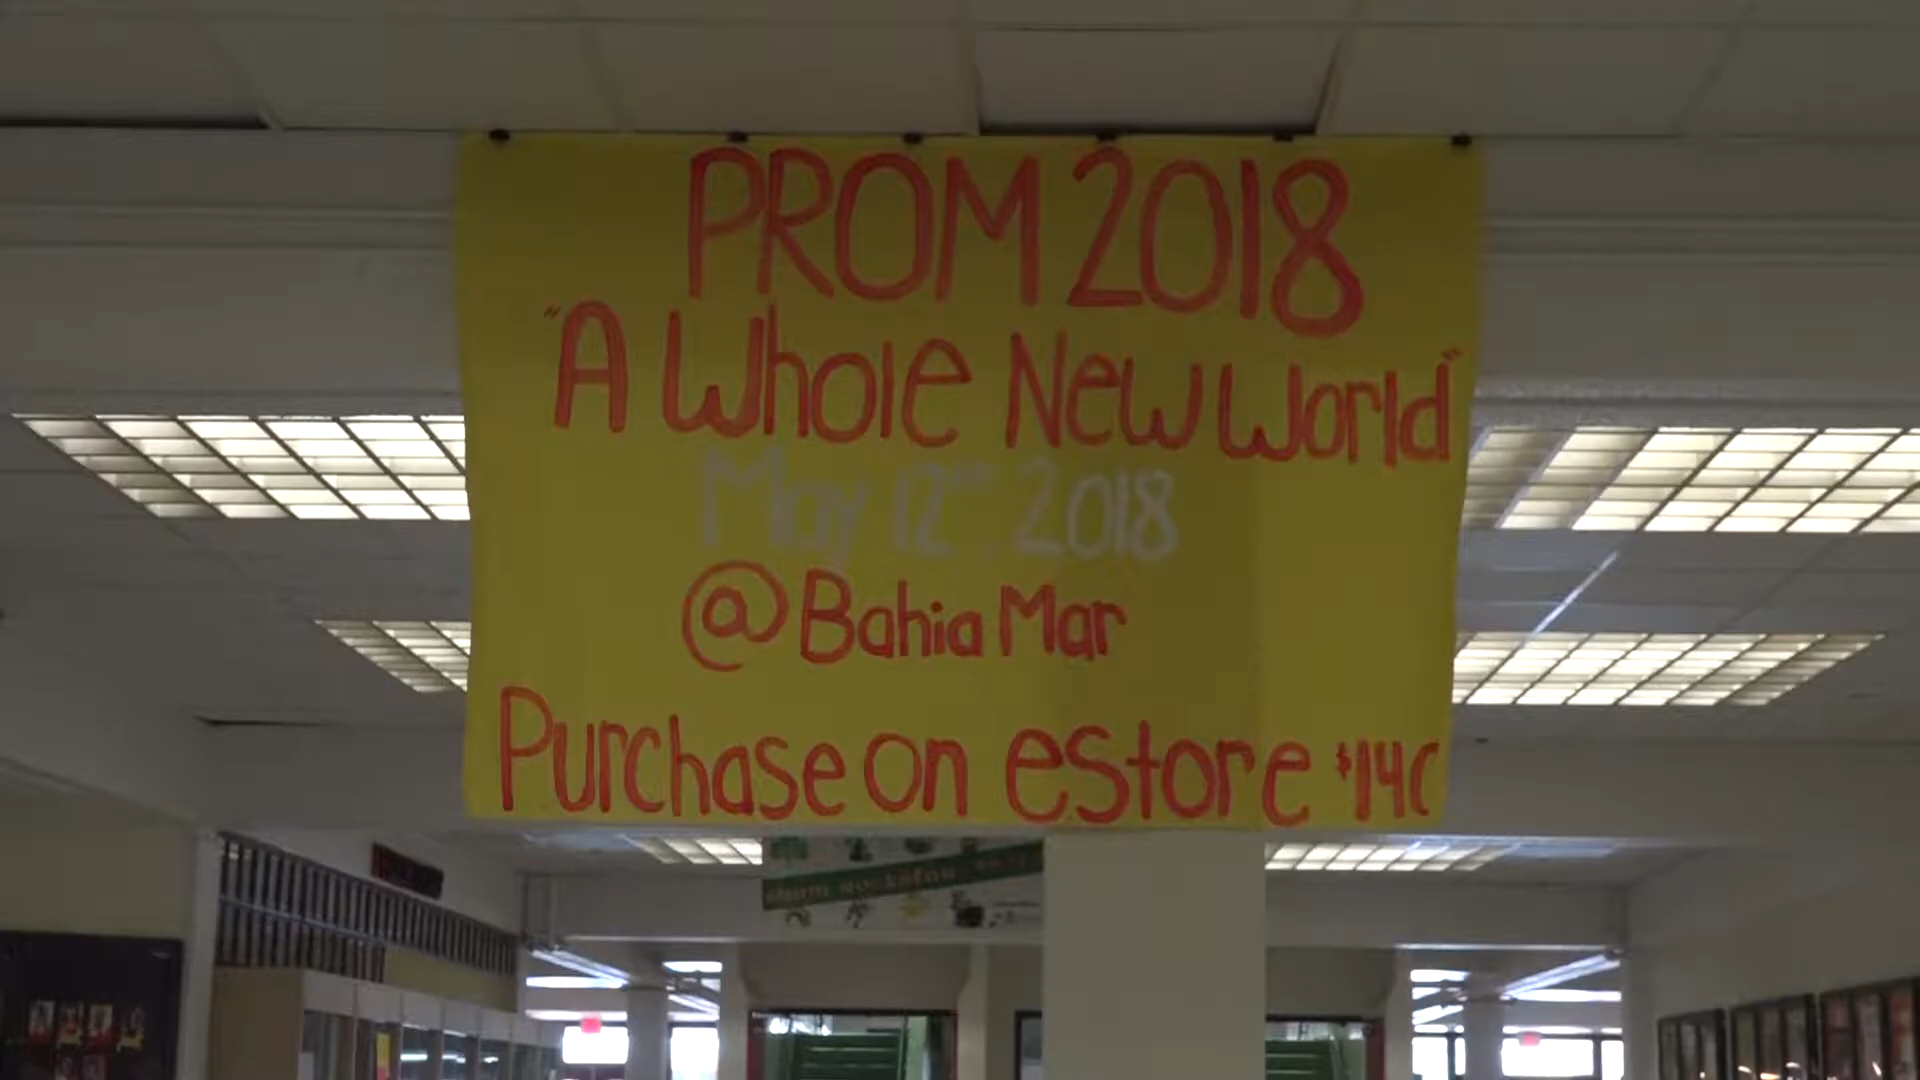 PROM 2018
"A Whole New World"
May 12th, 2018
@ Bahia Mar
Purchase on estore $140